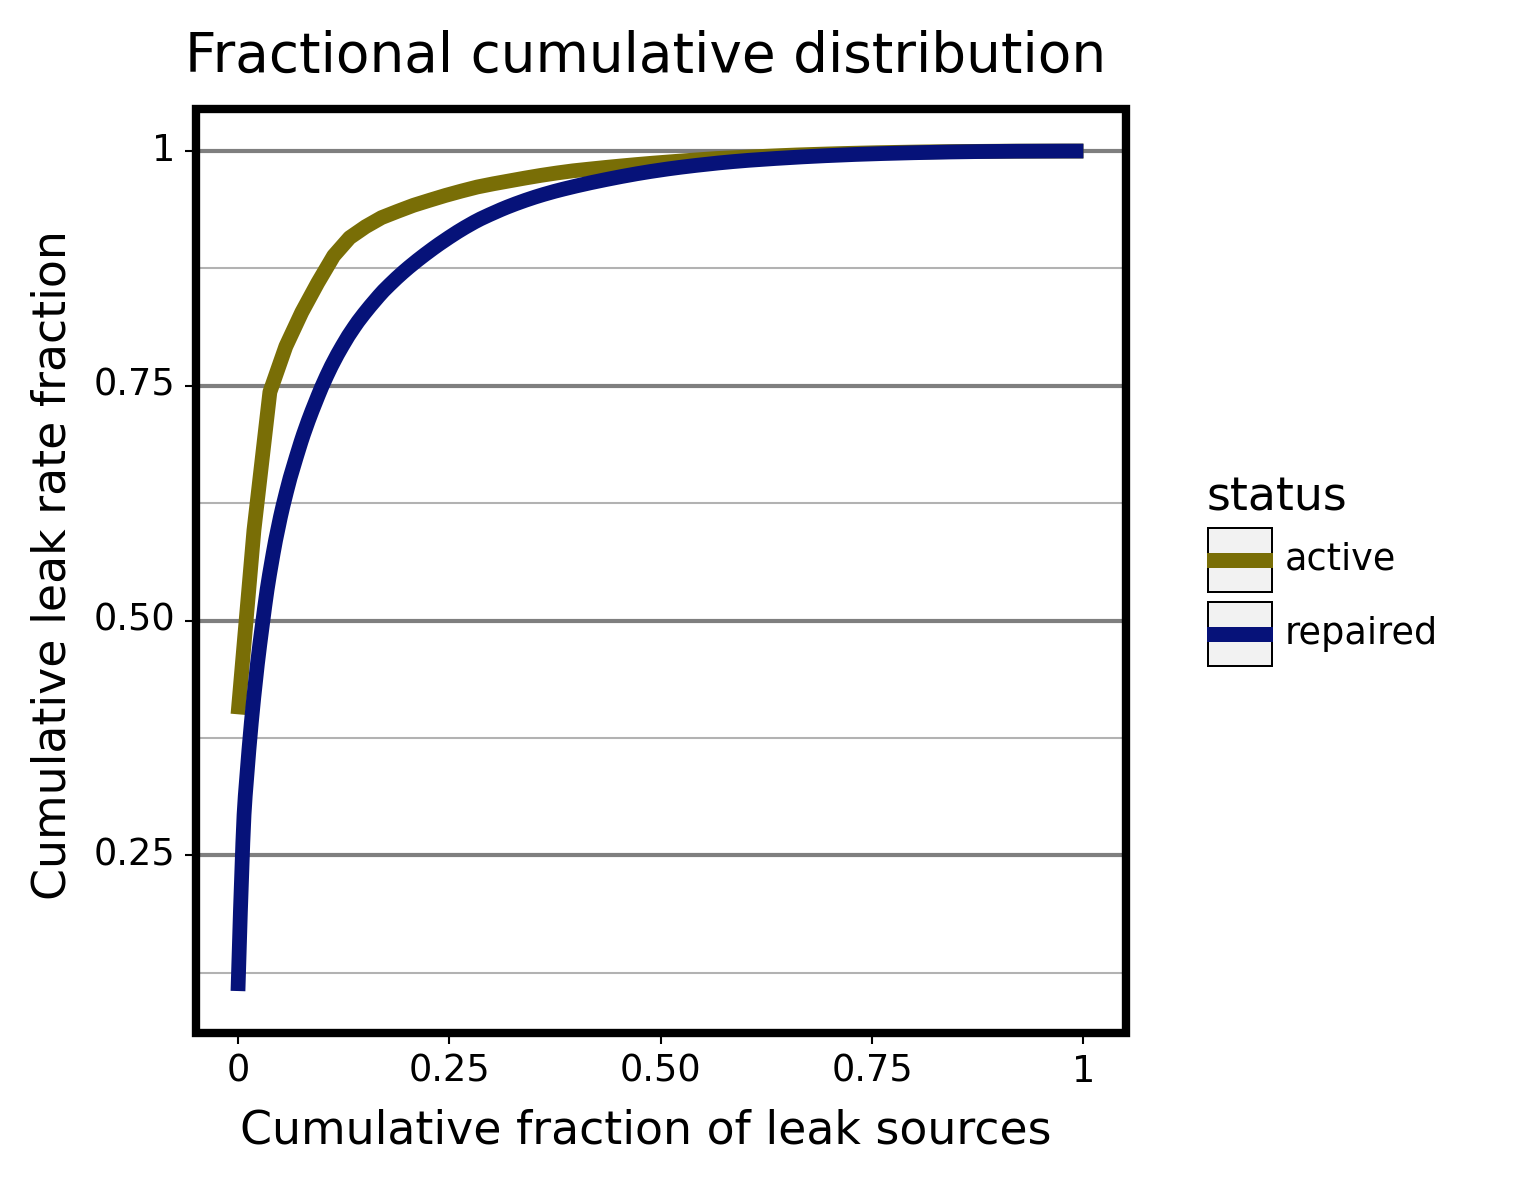 Fractional cumulative distribution
Cumulative leak rate fraction
1
0.75
0.50
0.25
0 0.25 0.50 0.75 1
Cumulative fraction of leak sources
status
active
repaired